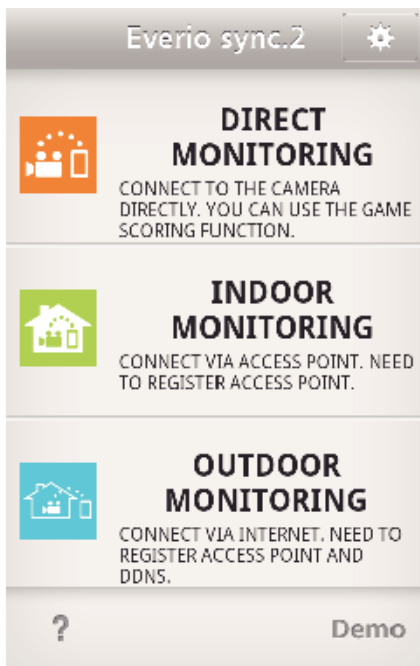 Everio sync.2
DIRECT
MONITORING
CONNECT TO THE CAMERA
DIRECTLY. YOU CAN USE THE GAME
SCORING FUNCTION.
INDOOR
MONITORING
CONNECT VIA ACCESS POINT. NEED
TO REGISTER ACCESS POINT.
OUTDOOR
MONITORING
CONNECT VIA INTERNET. NEED TO
REGISTER ACCESS POINT AND
DDNS.
? Demo